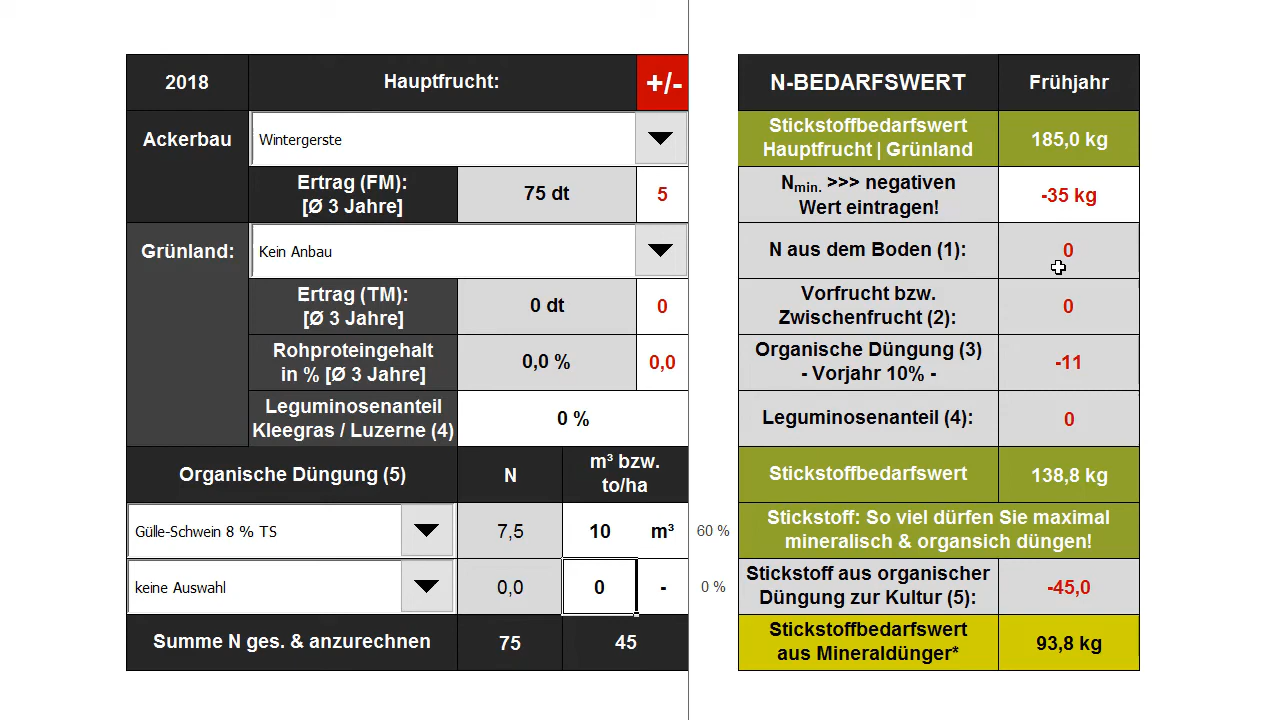 2018
Hauptfrucht:
+/-
Ackerbau
Wintergerste
Ertrag (FM):
[Ø 3 Jahre]
75 dt
5
Grünland:
Kein Anbau
Ertrag (TM):
[Ø 3 Jahre]
0 dt
0
Rohproteingehalt
in % [Ø 3 Jahre]
0,0 %
0,0
Leguminosenanteil
Kleegras / Luzerne (4)
0 %
Organische Düngung (5)
N
m³ bzw.
to/ha
Gülle-Schwein 8 % TS
7,5
10
m³
60 %
keine Auswahl
0,0
0
-
0 %
Summe N ges. & anzurechnen
75
45
N-BEDARFSWERT
Frühjahr
Stickstoffbedarfswert
Hauptfrucht | Grünland
185,0 kg
Nmin. >>> negativen
Wert eintragen!
-35 kg
N aus dem Boden (1):
0
Vorfrucht bzw.
Zwischenfrucht (2):
0
Organische Düngung (3)
- Vorjahr 10% -
-11
Leguminosenanteil (4):
0
Stickstoffbedarfswert
138,8 kg
Stickstoff: So viel dürfen Sie maximal
mineralisch & organsich düngen!
Stickstoff aus organischer
Düngung zur Kultur (5):
-45,0
Stickstoffbedarfswert
aus Mineraldünger*
93,8 kg